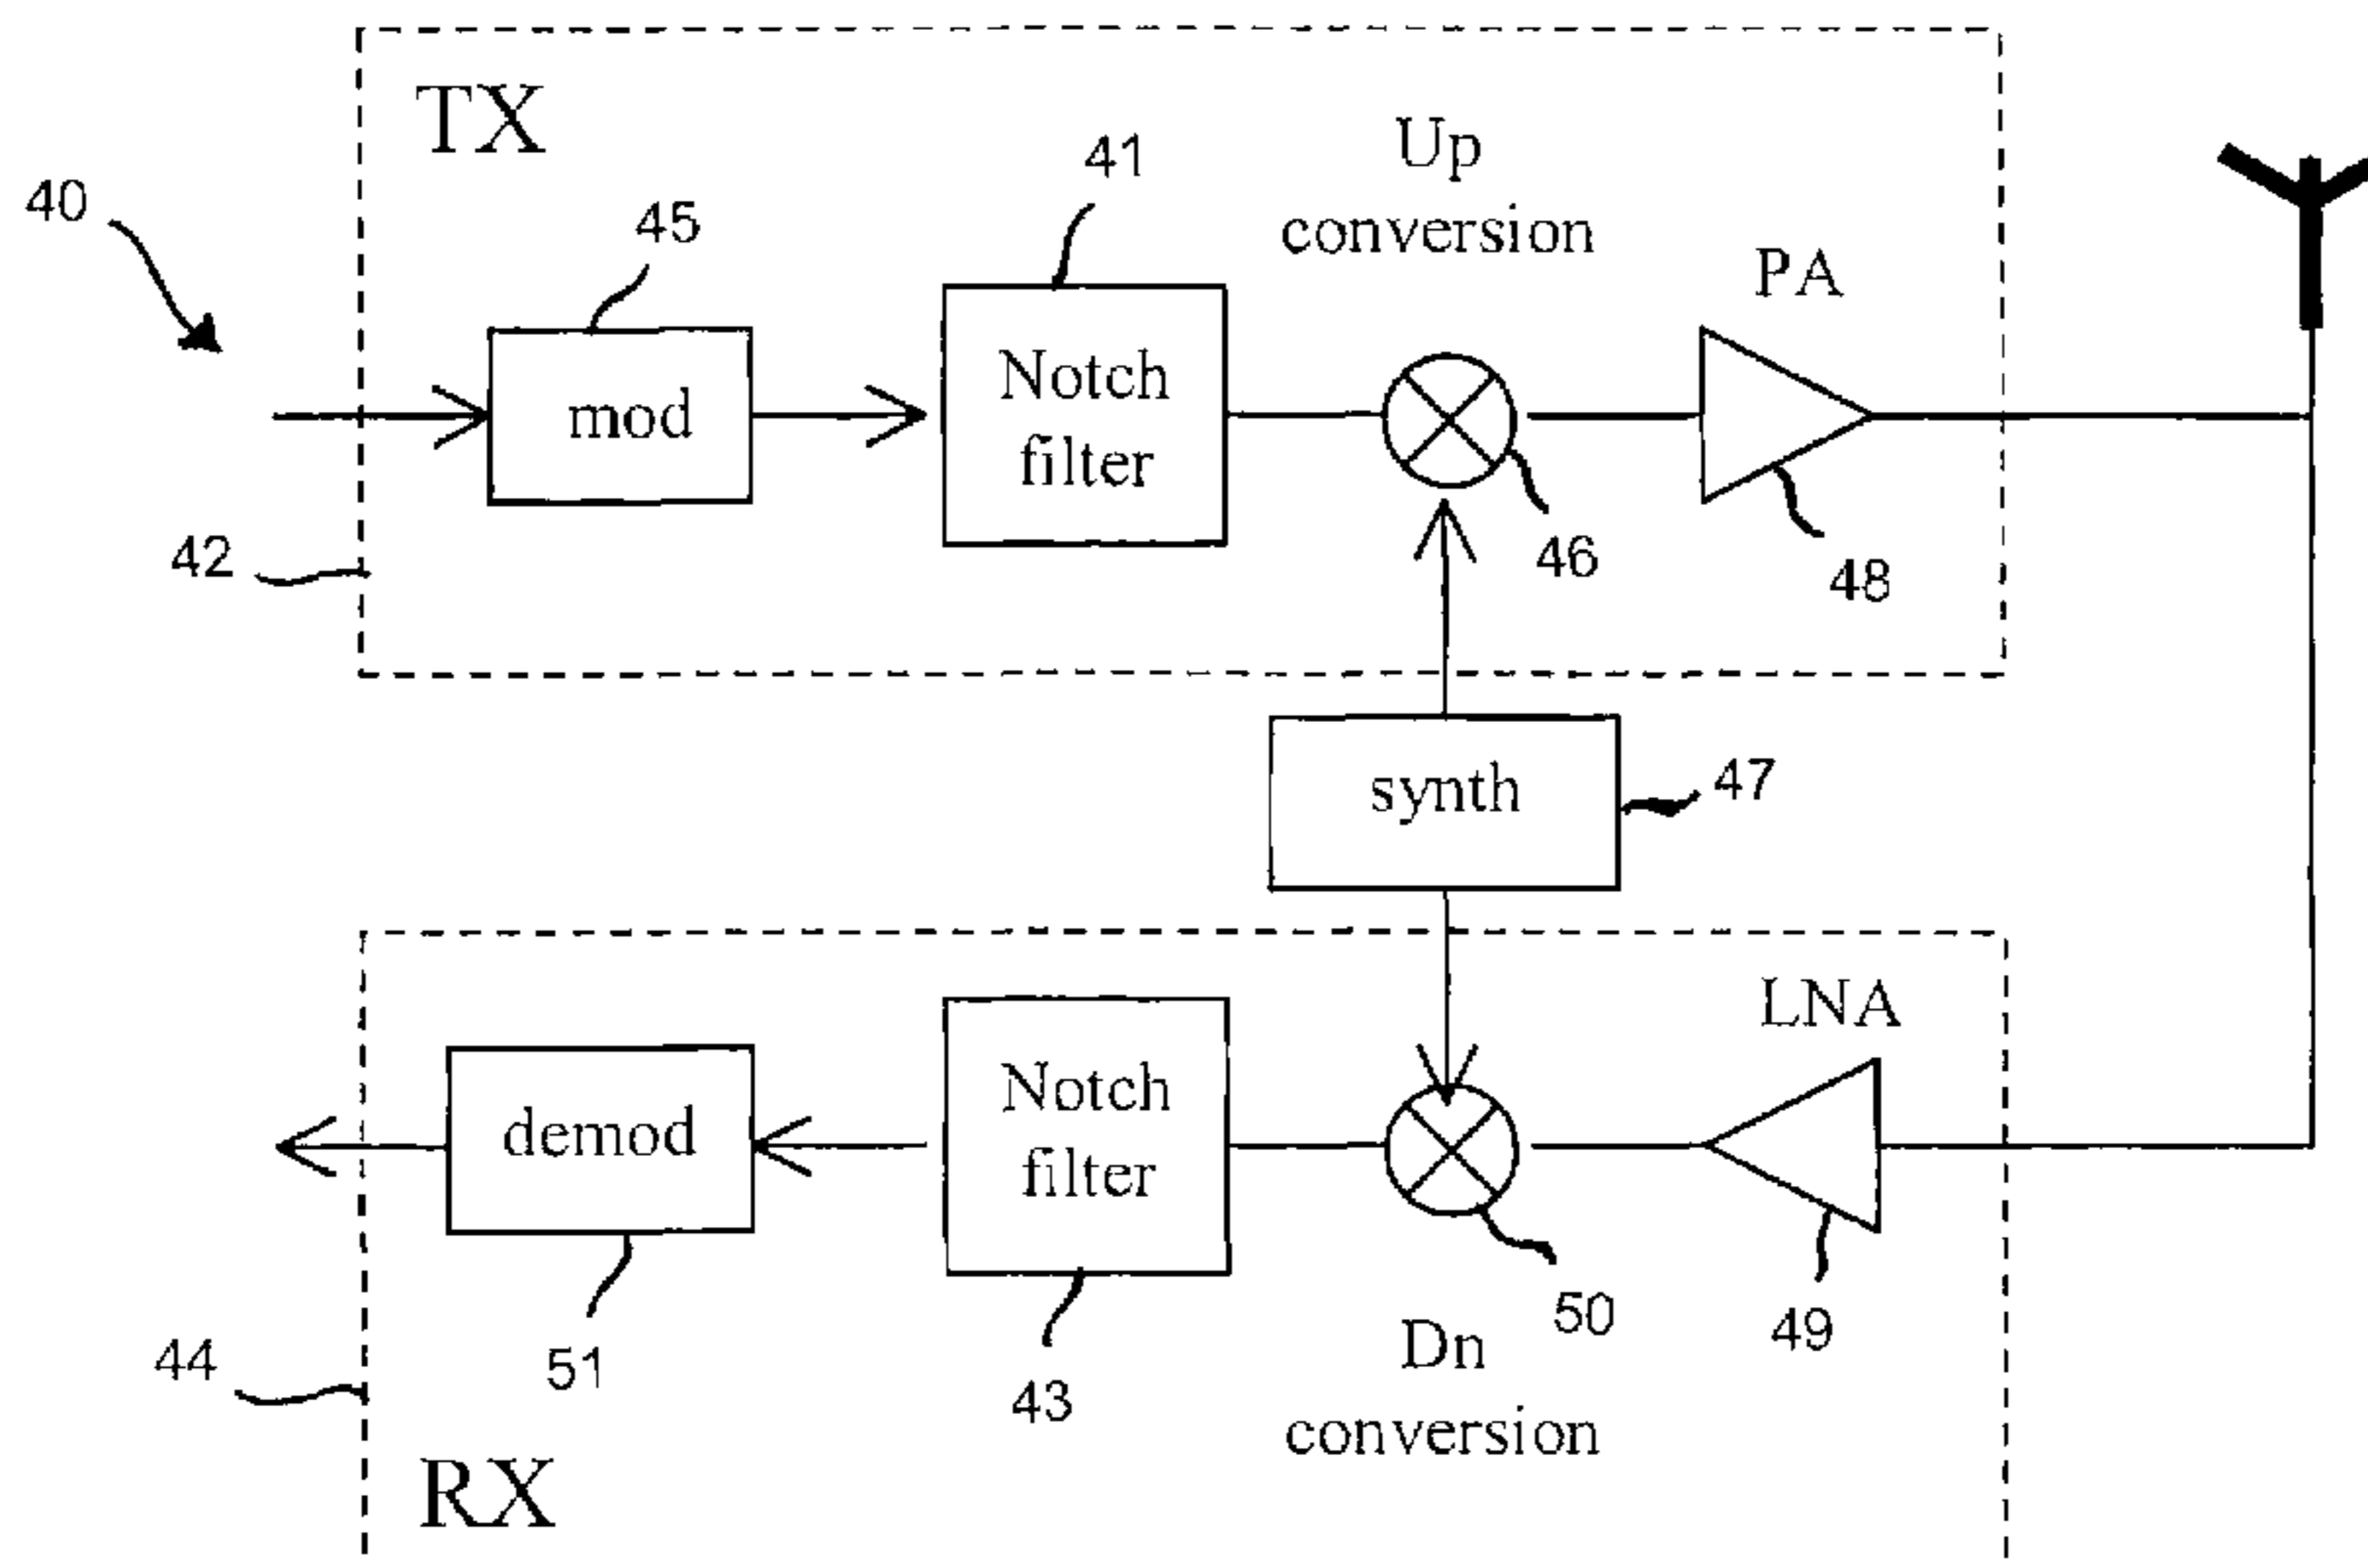 TX
41
Up
conversion
40
45
PA
mod
Notch
filter
42
46
48
synth
47
LNA
demod
Notch
filter
44
51
43
50
49
Dn
conversion
RX